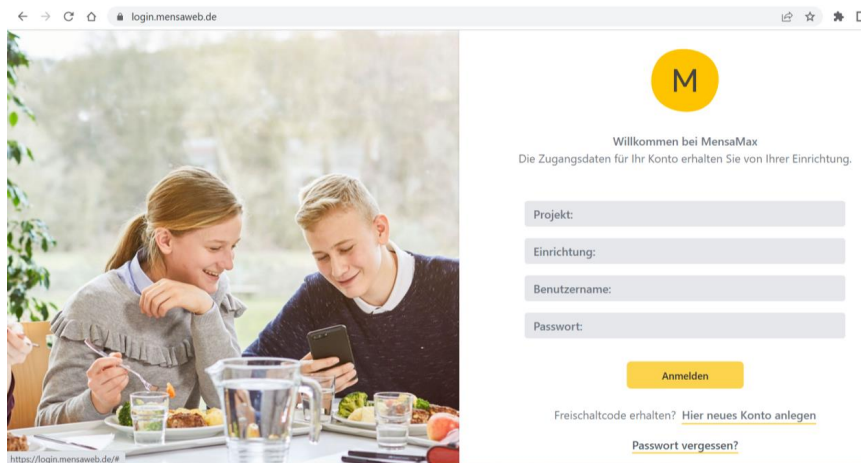 login.mensaweb.de
M
Willkommen bei MensaMax
Die Zugangsdaten für Ihr Konto erhalten Sie von Ihrer Einrichtung.
Projekt:
Einrichtung:
Benutzername:
Passwort:
Anmelden
Freischaltcode erhalten? Hier neues Konto anlegen
Passwort vergessen?
https://login.mensaweb.de/#